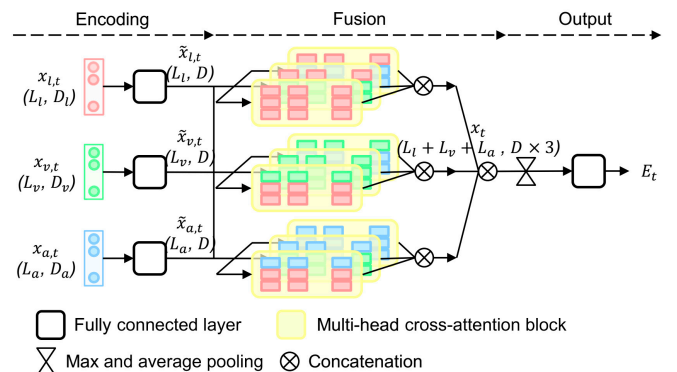 Encoding Fusion Output
x_{l,t}
(L_l, D_l)
x̃_{l,t}
(L_l, D)
x_{v,t}
(L_v, D_v)
x̃_{v,t}
(L_v, D)
x_t
(L_l + L_v + L_a , D × 3)
E_t
x_{a,t}
(L_a, D_a)
x̃_{a,t}
(L_a, D)
Fully connected layer Multi-head cross-attention block
Max and average pooling Concatenation